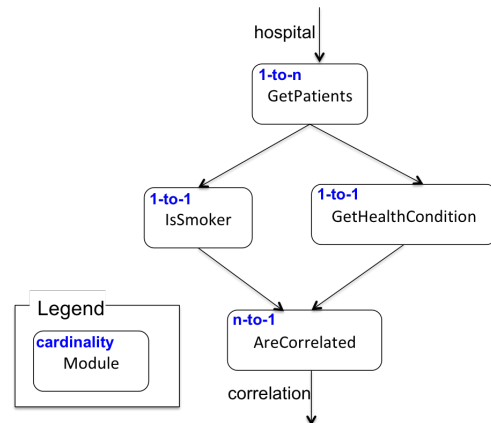 hospital
1-to-n
GetPatients
1-to-1
IsSmoker
1-to-1
GetHealthCondition
n-to-1
AreCorrelated
correlation
Legend
cardinality
Module